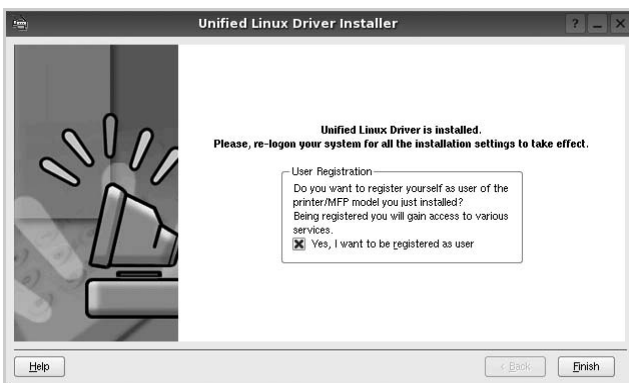 Unified Linux Driver Installer
Unified Linux Driver is installed.
Please, re-logon your system for all the installation settings to take effect.
User Registration
Do you want to register yourself as user of the
printer/MFP model you just installed?
Being registered you will gain access to various
services.
Yes, I want to be registered as user
Help
< Back
Finish